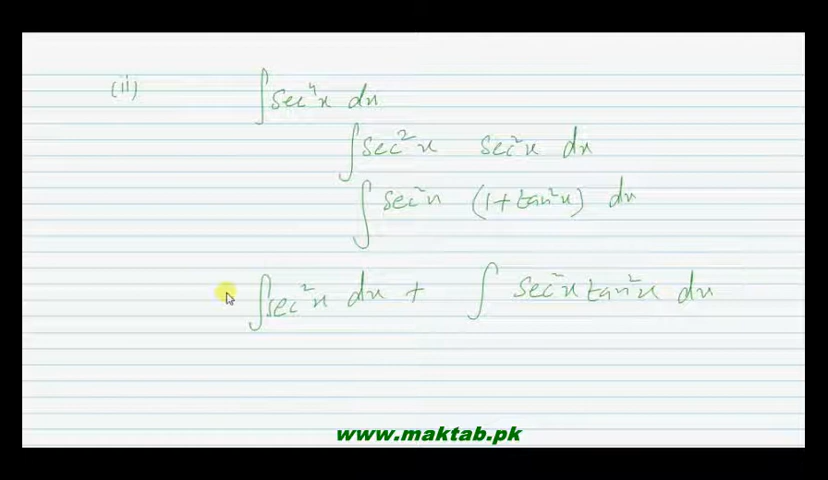 (ii) ∫sec⁴x dx
∫sec²x sec²x dx
∫sec²x (1+tan²x) dx
∫sec²x dx + ∫sec²x tan²x dx
www.maktab.pk